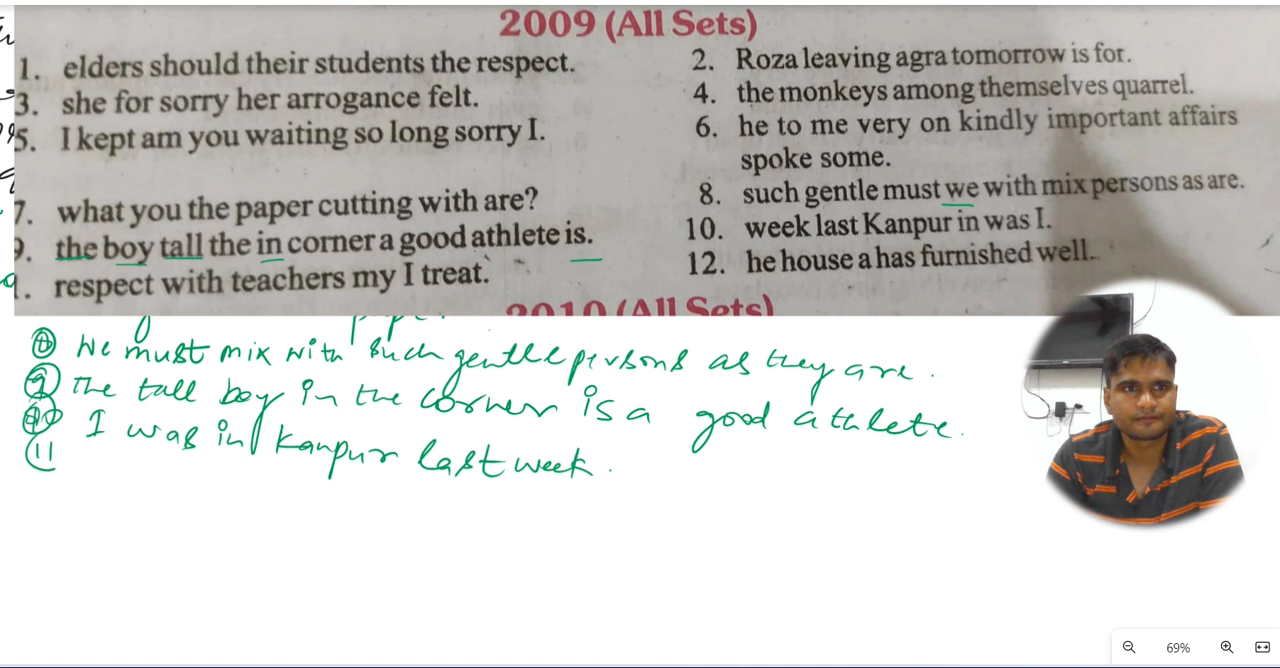 2009 (All Sets)
1. elders should their students the respect.
2. Roza leaving agra tomorrow is for.
3. she for sorry her arrogance felt.
4. the monkeys among themselves quarrel.
5. I kept am you waiting so long sorry I.
6. he to me very on kindly important affairs
spoke some.
7. what you the paper cutting with are?
8. such gentle must we with mix persons as are.
9. the boy tall the in corner a good athlete is.
10. week last Kanpur in was I.
. respect with teachers my I treat.
12. he house a has furnished well.
2010 (All Sets)
We must mix with such gentle persons as they are.
9 The tall boy in the corner is a good athlete.
10 I was in Kanpur last week.
11
69%